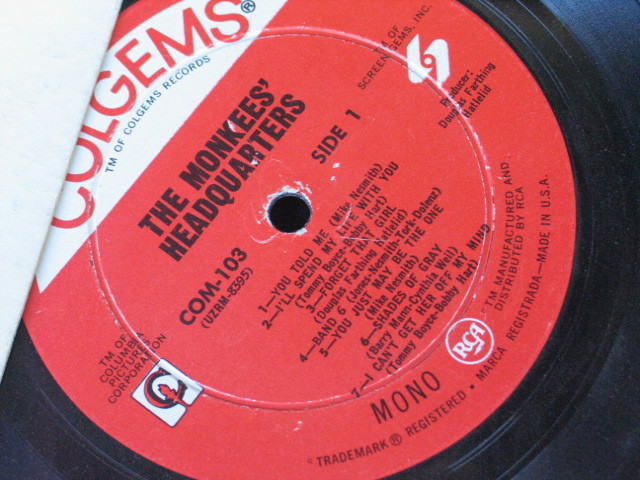 COLGEMS
TM OF COLGEMS RECORDS
TM OF
SCREEN GEMS, INC.
THE MONKEES'
HEADQUARTERS
SIDE 1
Producer:
Douglas Farthing
Hatlelid
COM-103
(UZRM-8395)
1—YOU TOLD ME (Mike Nesmith)
2—I'LL SPEND MY LIFE WITH YOU
(Tommy Boyce-Bobby Hart)
3—FORGET THAT GIRL
(Douglas Farthing Hatlelid)
4—BAND 6 (Jones-Nesmith-Tork-Dolenz)
5—YOU JUST MAY BE THE ONE
(Mike Nesmith)
6—SHADES OF GRAY
(Barry Mann-Cynthia Weil)
7—I CAN'T GET HER OFF MY MIND
(Tommy Boyce-Bobby Hart)
MONO
RCA
TM OF
COLUMBIA
PICTURES
CORPORATION
TM MANUFACTURED AND
DISTRIBUTED BY RCA
TRADEMARK ® REGISTERED • MARCA REGISTRADA—MADE IN U.S.A.